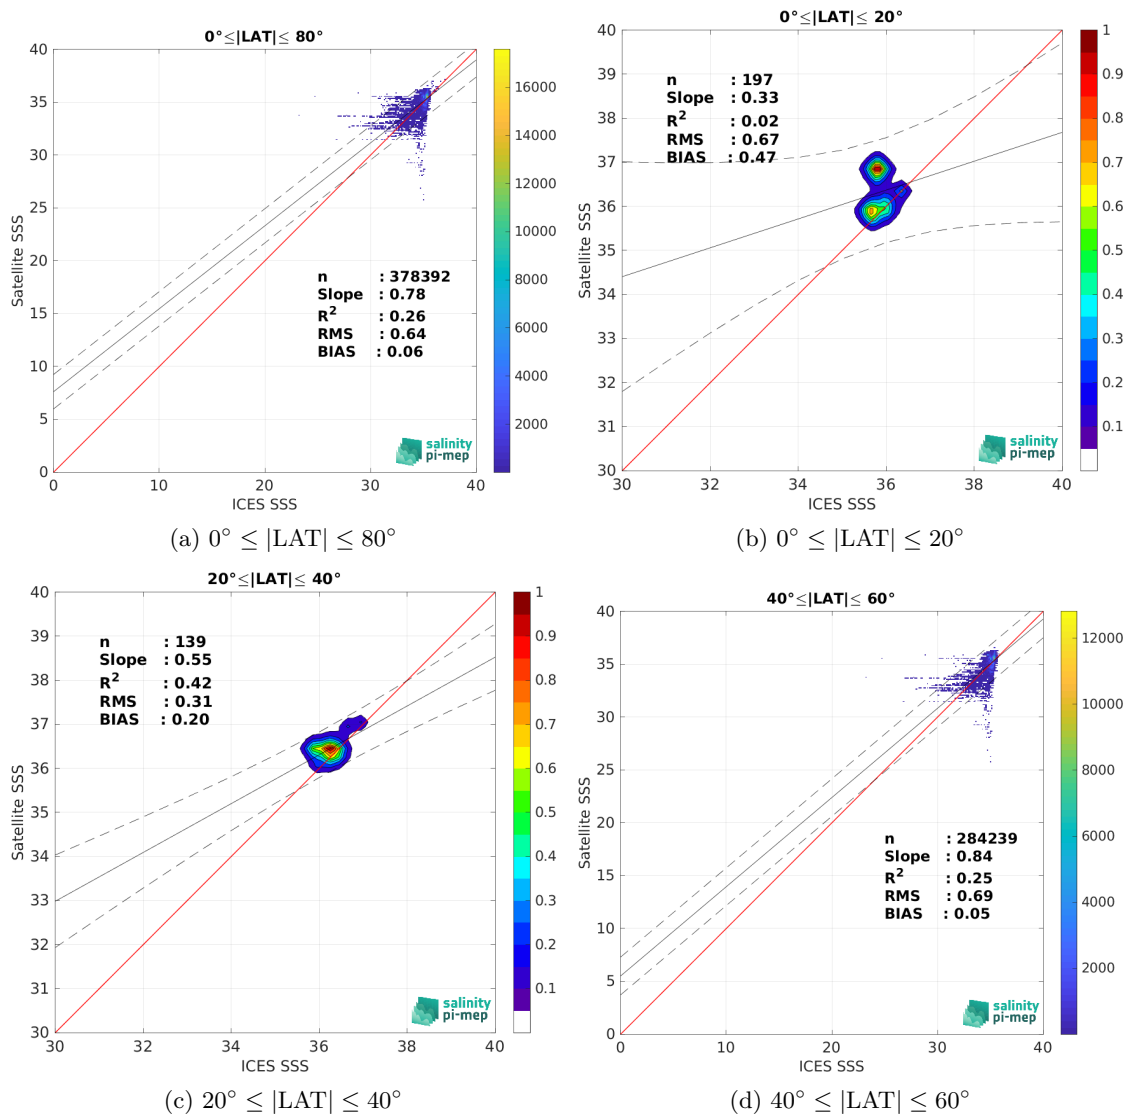 0°≤|LAT|≤ 80°
40
35
30
25
20
15
10
5
0
0
10
20
30
40
Satellite SSS
ICES SSS
n : 378392
Slope : 0.78
R² : 0.26
RMS : 0.64
BIAS : 0.06
16000
14000
12000
10000
8000
6000
4000
2000
salinity
pi-mep
(a) 0° ≤ |LAT| ≤ 80°
0°≤|LAT|≤ 20°
40
39
38
37
36
35
34
33
32
31
30
30
32
34
36
38
40
Satellite SSS
ICES SSS
n : 197
Slope : 0.33
R² : 0.02
RMS : 0.67
BIAS : 0.47
1
0.9
0.8
0.7
0.6
0.5
0.4
0.3
0.2
0.1
salinity
pi-mep
(b) 0° ≤ |LAT| ≤ 20°
20°≤|LAT|≤ 40°
40
39
38
37
36
35
34
33
32
31
30
30
32
34
36
38
40
Satellite SSS
ICES SSS
n : 139
Slope : 0.55
R² : 0.42
RMS : 0.31
BIAS : 0.20
1
0.9
0.8
0.7
0.6
0.5
0.4
0.3
0.2
0.1
salinity
pi-mep
(c) 20° ≤ |LAT| ≤ 40°
40°≤|LAT|≤ 60°
40
35
30
25
20
15
10
5
0
0
10
20
30
40
Satellite SSS
ICES SSS
n : 284239
Slope : 0.84
R² : 0.25
RMS : 0.69
BIAS : 0.05
12000
10000
8000
6000
4000
2000
salinity
pi-mep
(d) 40° ≤ |LAT| ≤ 60°